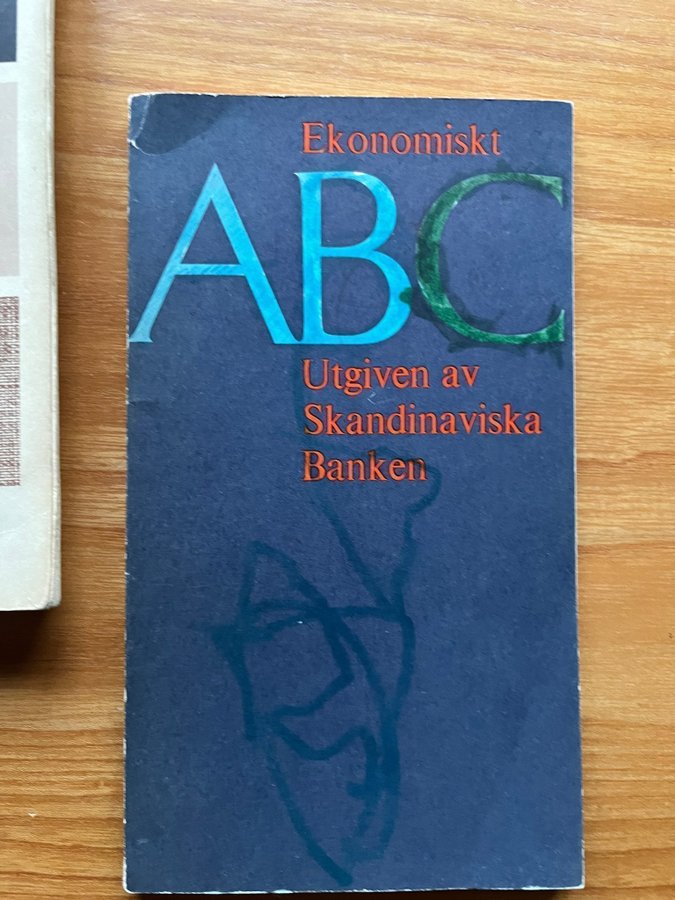 Ekonomiskt
ABC
Utgiven av
Skandinaviska
Banken